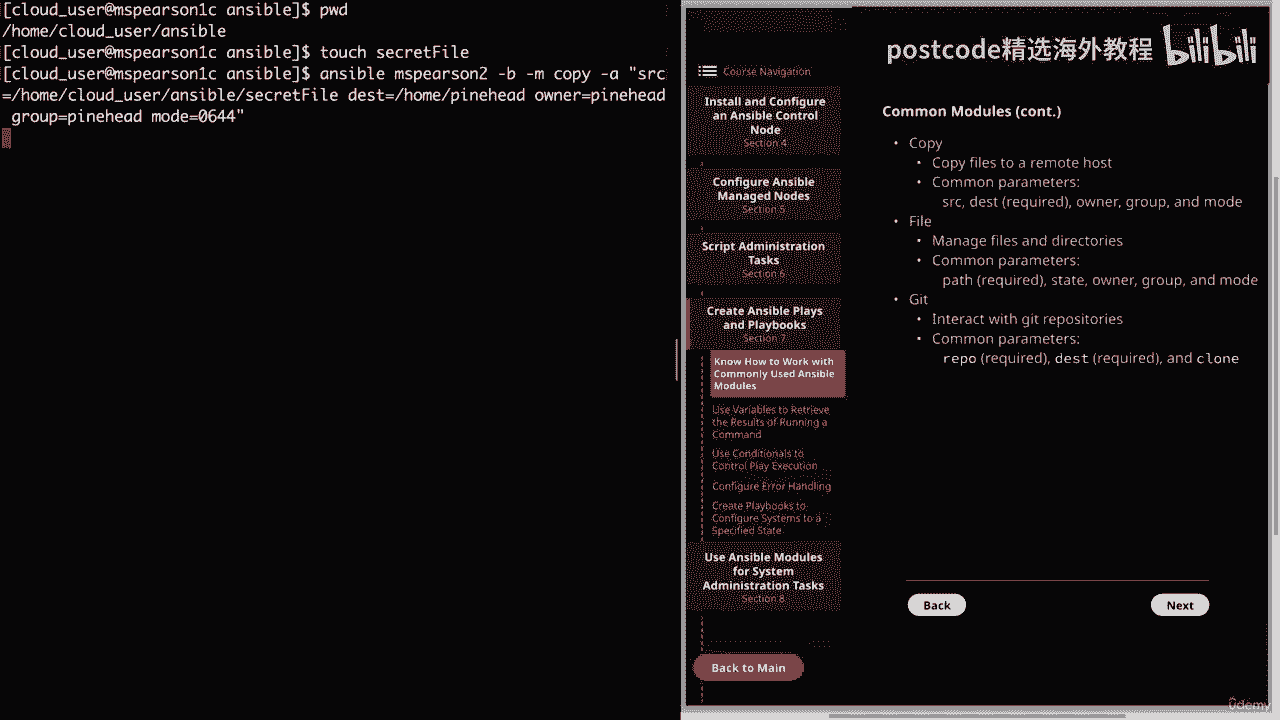 [cloud_user@mspearson1c ansible]$ pwd
/home/cloud_user/ansible
[cloud_user@mspearson1c ansible]$ touch secretFile
[cloud_user@mspearson1c ansible]$ ansible mspearson2 -b -m copy -a "src
=/home/cloud_user/ansible/secretFile dest=/home/pinehead owner=pinehead
group=pinehead mode=0644"
postcode精选海外教程 bilibili
Course Navigation
Install and Configure
an Ansible Control
Node
Section 4
Configure Ansible
Managed Nodes
Section 5
Script Administration
Tasks
Section 6
Create Ansible Plays
and Playbooks
Section 7
Know How to Work with
Commonly Used Ansible
Modules
Use Variables to Retrieve
the Results of Running a
Command
Use Conditionals to
Control Play Execution
Configure Error Handling
Create Playbooks to
Configure Systems to a
Specified State
Use Ansible Modules
for System
Administration Tasks
Section 8
Back to Main
Common Modules (cont.)
• Copy
• Copy files to a remote host
• Common parameters:
src, dest (required), owner, group, and mode
• File
• Manage files and directories
• Common parameters:
path (required), state, owner, group, and mode
• Git
• Interact with git repositories
• Common parameters:
repo (required), dest (required), and clone
Back
Next
ûdemy